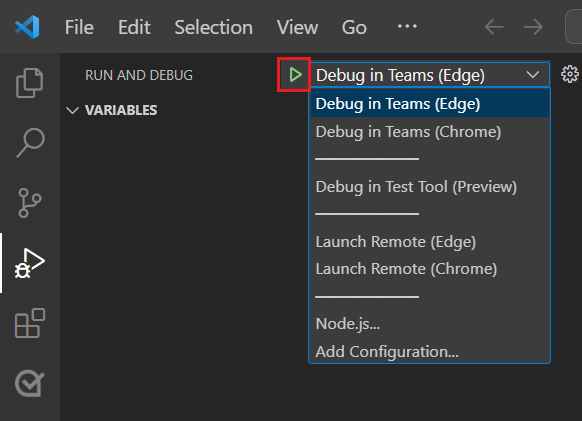 File Edit Selection View Go ···
RUN AND DEBUG
Debug in Teams (Edge)
VARIABLES
Debug in Teams (Edge)
Debug in Teams (Chrome)
Debug in Test Tool (Preview)
Launch Remote (Edge)
Launch Remote (Chrome)
Node.js...
Add Configuration...